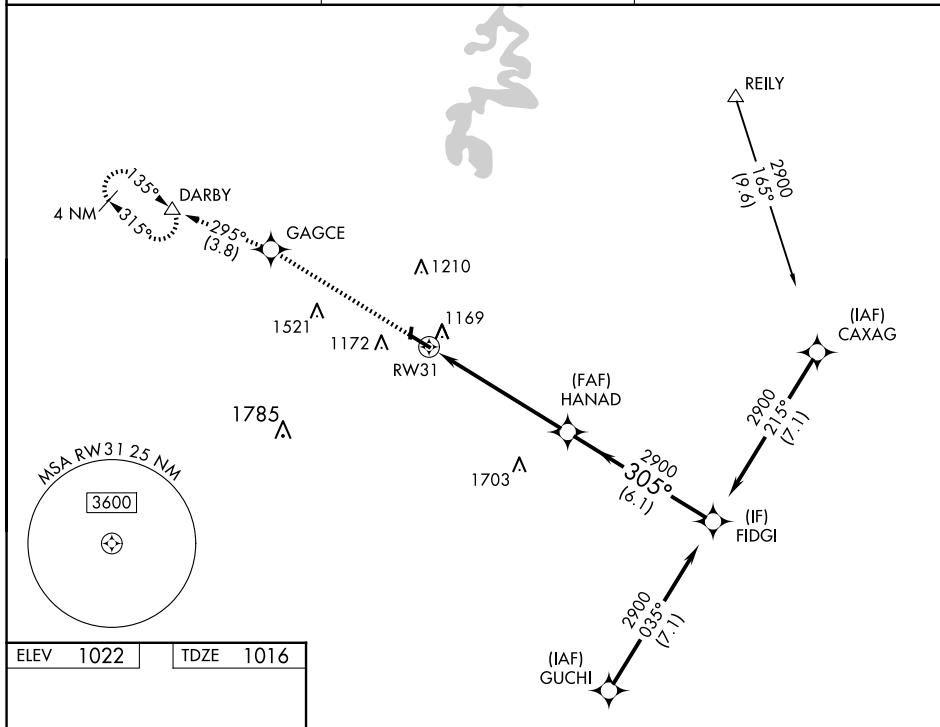 REILY
2900
165°
(9.6)
135°
DARBY
4 NM
315°
295°
(3.8)
GAGCE
1210
1521
1169
1172
RW31
(IAF)
CAXAG
(FAF)
HANAD
2900
215°
(7.1)
1785
1703
2900
305°
(6.1)
(IF)
FIDGI
MSA RW31 25 NM
3600
2900
035°
(7.1)
(IAF)
GUCHI
ELEV 1022
TDZE 1016